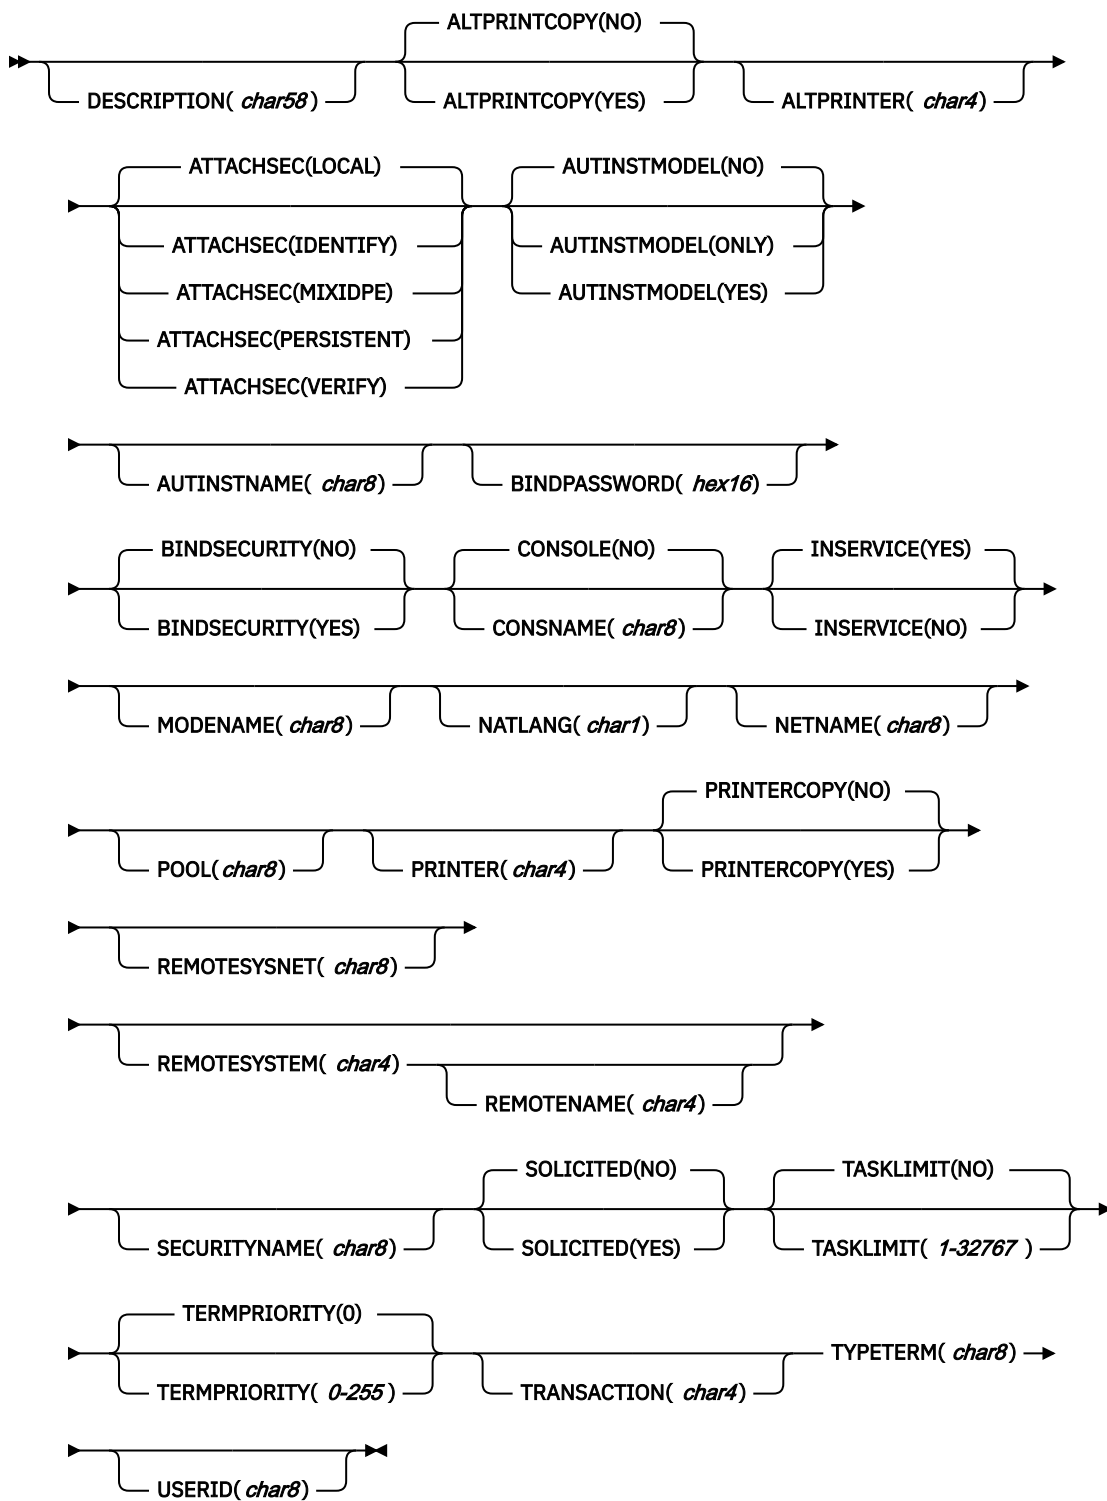 ALTPRINTCOPY(NO)
DESCRIPTION( char58 ) ALTPRINTCOPY(YES) ALTPRINTER( char4)
ATTACHSEC(LOCAL) AUTINSTMODEL(NO)
ATTACHSEC(IDENTIFY) AUTINSTMODEL(ONLY)
ATTACHSEC(MIXIDPE) AUTINSTMODEL(YES)
ATTACHSEC(PERSISTENT)
ATTACHSEC(VERIFY)
AUTINSTNAME( char8) BINDPASSWORD( hex16)
BINDSECURITY(NO) CONSOLE(NO) INSERVICE(YES)
BINDSECURITY(YES) CONSNAME( char8) INSERVICE(NO)
MODENAME( char8) NATLANG( char1) NETNAME( char8)
PRINTERCOPY(NO)
POOL( char8) PRINTER( char4) PRINTERCOPY(YES)
REMOTESYSNET( char8)
REMOTESYSTEM( char4)
REMOTENAME( char4)
SOLICITED(NO) TASKLIMIT(NO)
SECURITYNAME( char8) SOLICITED(YES) TASKLIMIT( 1-32767 )
TERMPRIORITY(0)
TYPETERM( char8)
TERMPRIORITY( 0-255 ) TRANSACTION( char4)
USERID( char8)